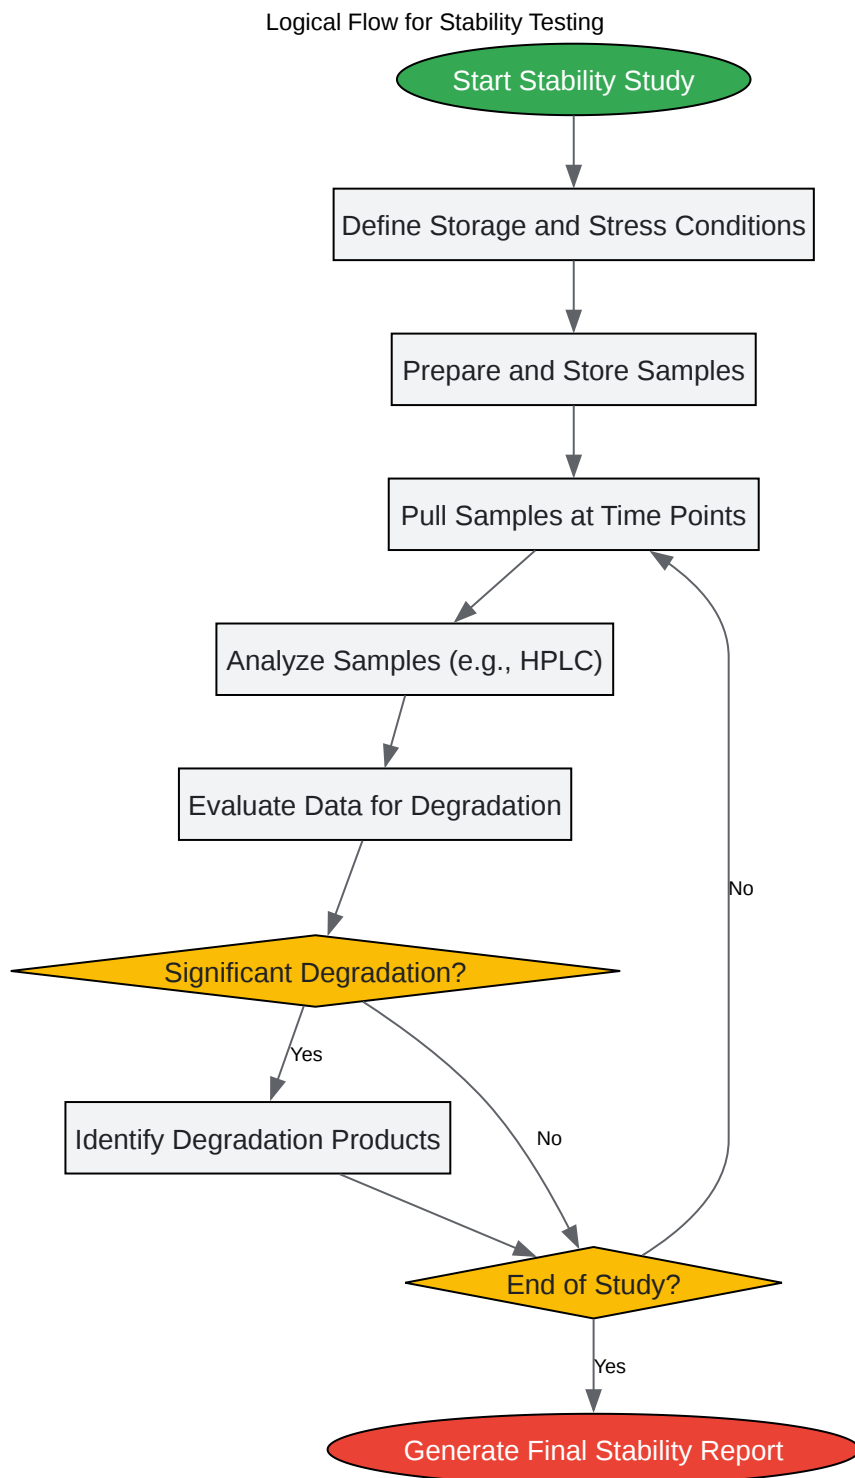 Logical Flow for Stability Testing
Start Stability Study
Define Storage and Stress Conditions
Prepare and Store Samples
Pull Samples at Time Points
Analyze Samples (e.g., HPLC)
Evaluate Data for Degradation
No
Significant Degradation?
Yes
Identify Degradation Products
No
End of Study?
Yes
Generate Final Stability Report